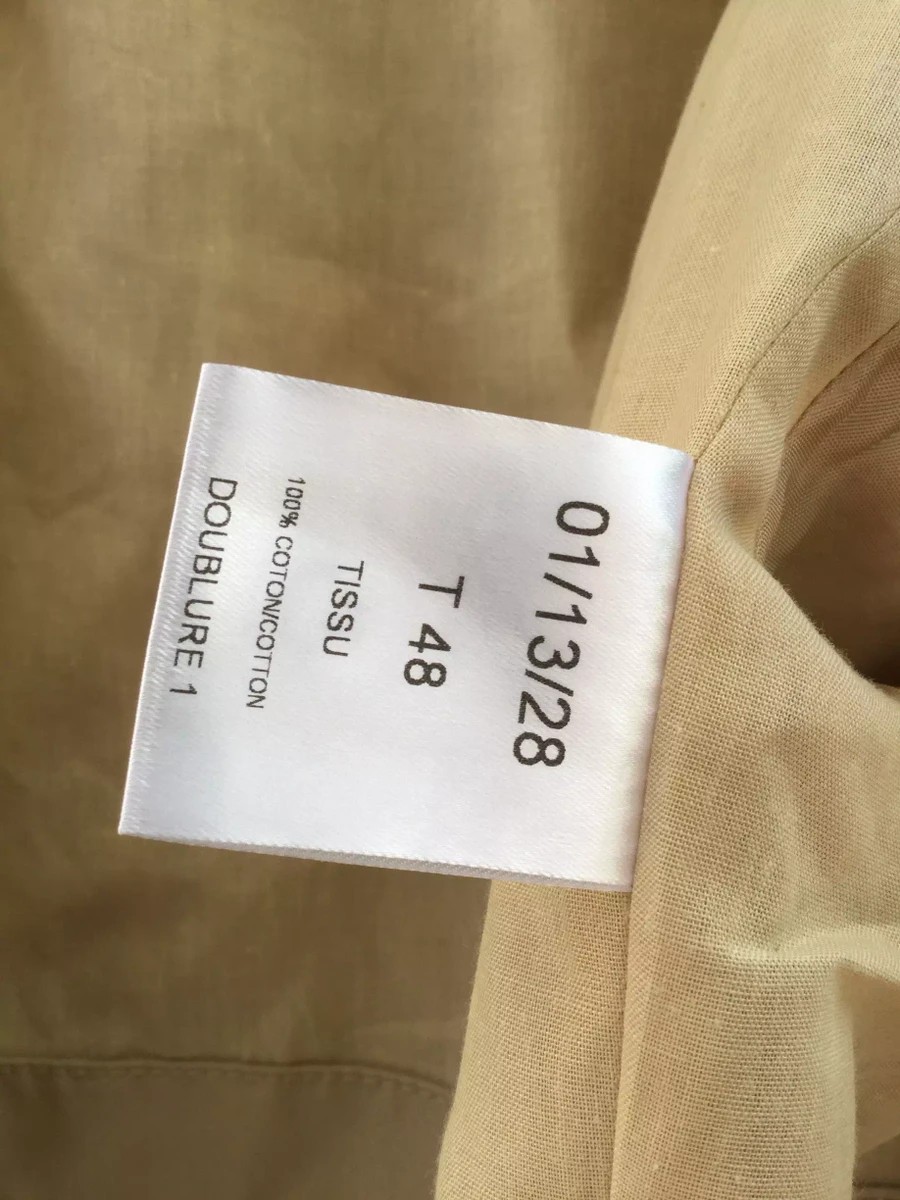 01/13/28
T 48
TISSU
100% COTON/COTTON
DOUBLURE 1